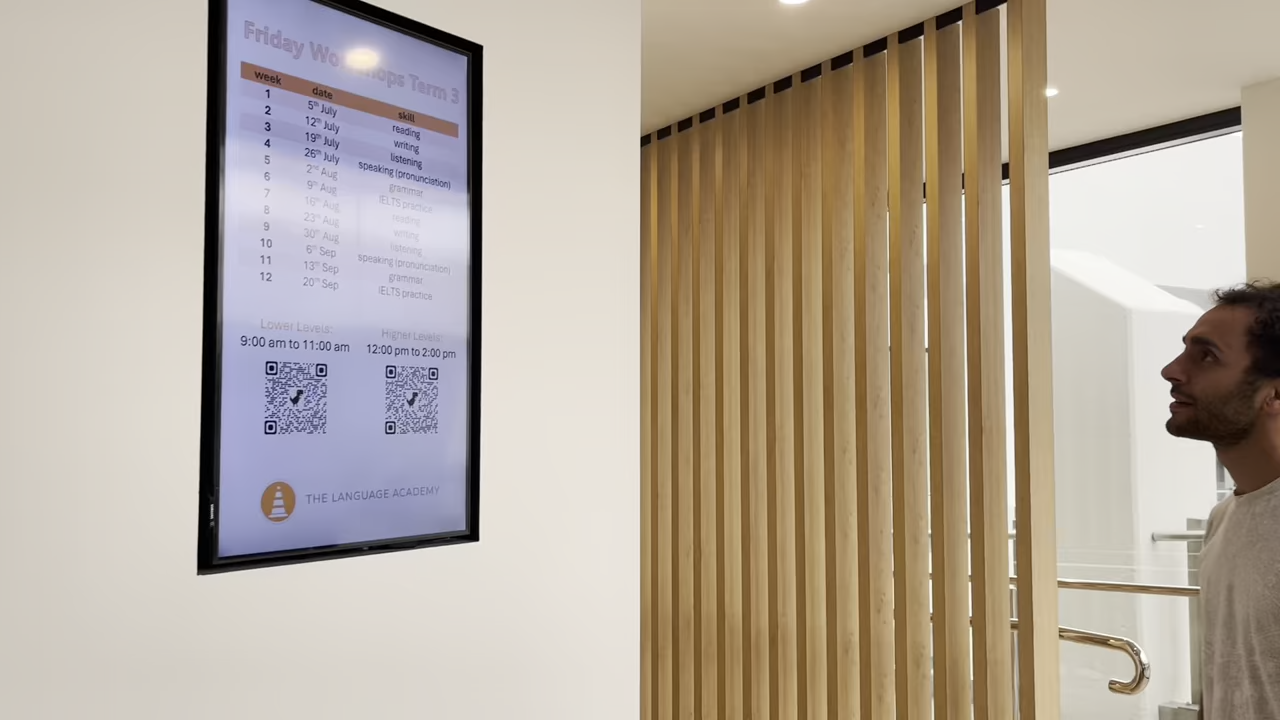 Friday Workshops Term 3
week date skill
1 5th July reading
2 12th July writing
3 19th July listening
4 26th July speaking (pronunciation)
5 2nd Aug grammar
6 9th Aug IELTS practice
7 16th Aug reading
8 23rd Aug writing
9 30th Aug listening
10 6th Sep speaking (pronunciation)
11 13th Sep grammar
12 20th Sep IELTS practice
Lower Levels: Higher Levels:
9:00 am to 11:00 am 12:00 pm to 2:00 pm
THE LANGUAGE ACADEMY